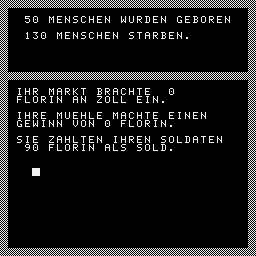 50 MENSCHEN WURDEN GEBOREN
130 MENSCHEN STARBEN.
IHR MARKT BRACHTE 0
FLORIN AN ZOLL EIN.
IHRE MUEHLE MACHTE EINEN
GEWINN VON 0 FLORIN.
SIE ZAHLTEN IHREN SOLDATEN
90 FLORIN ALS SOLD.